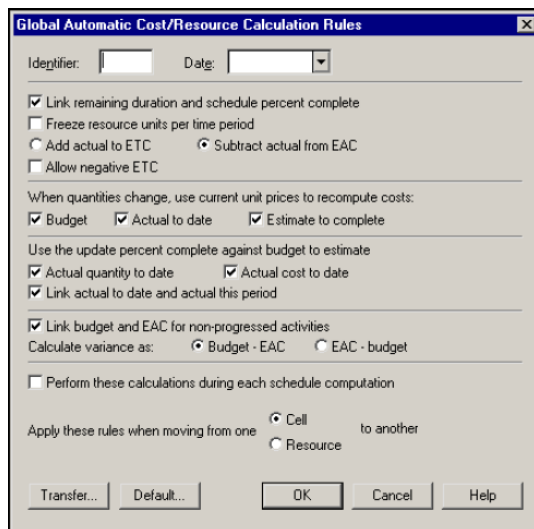 Global Automatic Cost/Resource Calculation Rules
Identifier: Date:
Link remaining duration and schedule percent complete
Freeze resource units per time period
Add actual to ETC Subtract actual from EAC
Allow negative ETC
When quantities change, use current unit prices to recompute costs:
Budget Actual to date Estimate to complete
Use the update percent complete against budget to estimate
Actual quantity to date Actual cost to date
Link actual to date and actual this period
Link budget and EAC for non-progressed activities
Calculate variance as: Budget - EAC EAC - budget
Perform these calculations during each schedule computation
Cell
Apply these rules when moving from one to another
Resource
Transfer... Default... OK Cancel Help